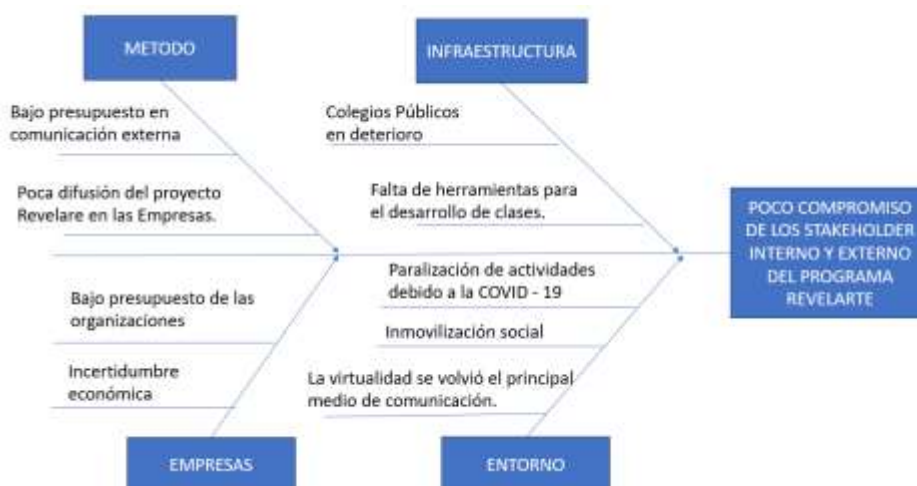 METODO
INFRAESTRUCTURA
Bajo presupuesto en
comunicación externa
Colegios Públicos
en deterioro
Poca difusión del proyecto
Revelare en las Empresas.
Falta de herramientas para
el desarrollo de clases.
POCO COMPROMISO
DE LOS STAKEHOLDER
INTERNO Y EXTERNO
DEL PROGRAMA
REVELARTE
Bajo presupuesto de las
organizaciones
Paralización de actividades
debido a la COVID - 19
Inmovilización social
Incertidumbre
económica
La virtualidad se volvió el principal
medio de comunicación.
EMPRESAS
ENTORNO